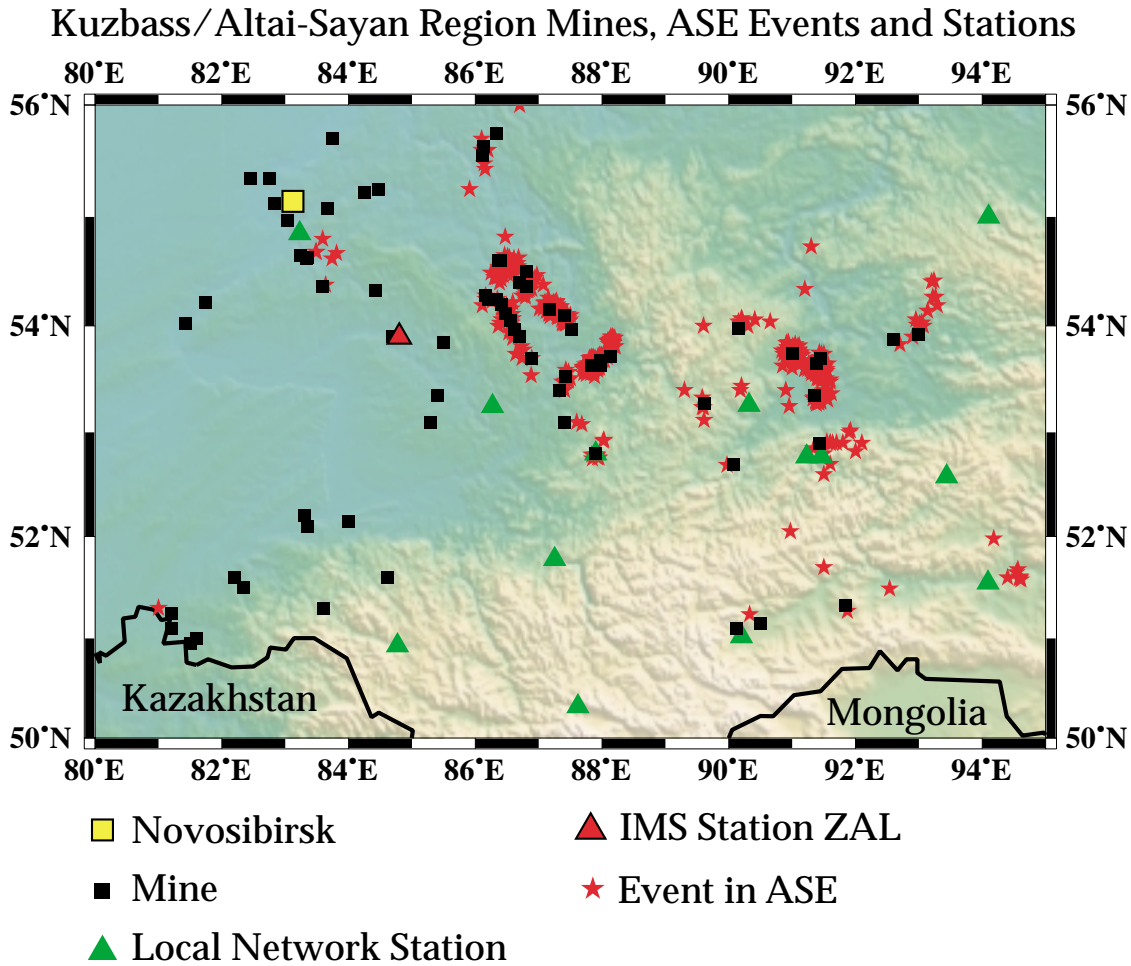 Kuzbass/Altai-Sayan Region Mines, ASE Events and Stations
80˚E 82˚E 84˚E 86˚E 88˚E 90˚E 92˚E 94˚E
56˚N 56˚N
54˚N 54˚N
52˚N 52˚N
Kazakhstan Mongolia
50˚N 50˚N
80˚E 82˚E 84˚E 86˚E 88˚E 90˚E 92˚E 94˚E
Novosibirsk IMS Station ZAL
Mine Event in ASE
Local Network Station